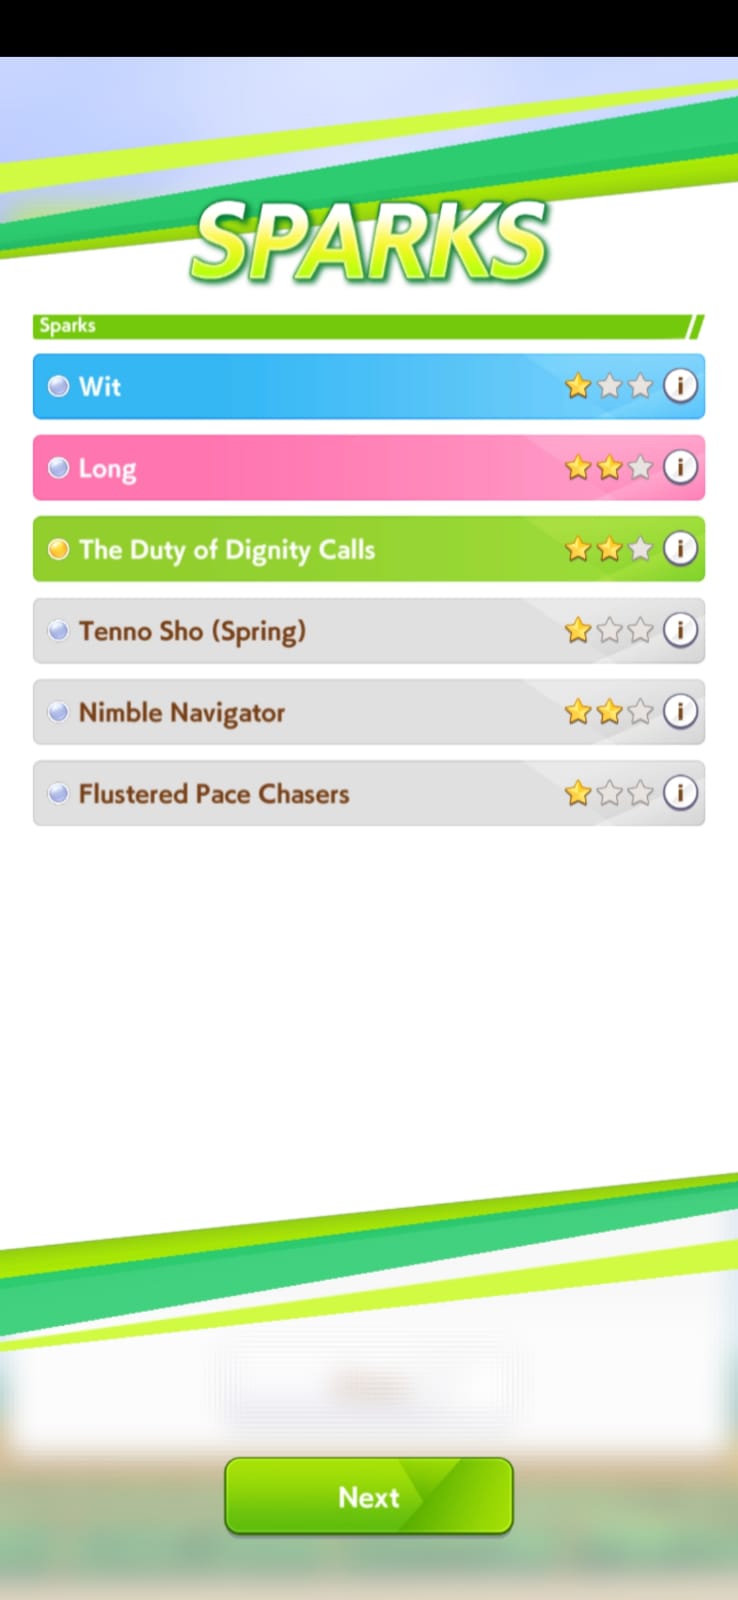 SPARKS
Sparks
Wit
Long
The Duty of Dignity Calls
Tenno Sho (Spring)
Nimble Navigator
Flustered Pace Chasers
Next